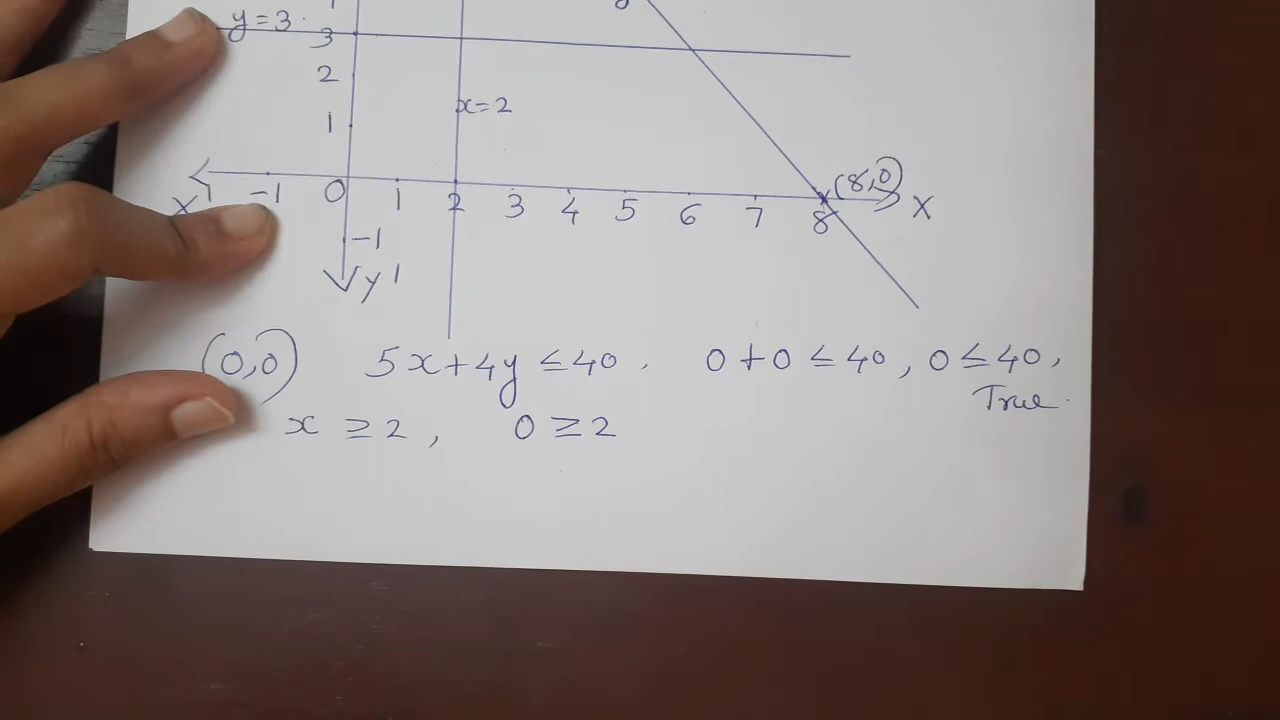 y = 3.
3
2
x=2
1
(8,0)
X' -1 0 1 2 3 4 5 6 7 8 X
-1
y'
(0,0) 5x+4y ≤40. 0+0 ≤ 40, 0 ≤ 40,
True.
x ≥ 2, 0 ≥ 2